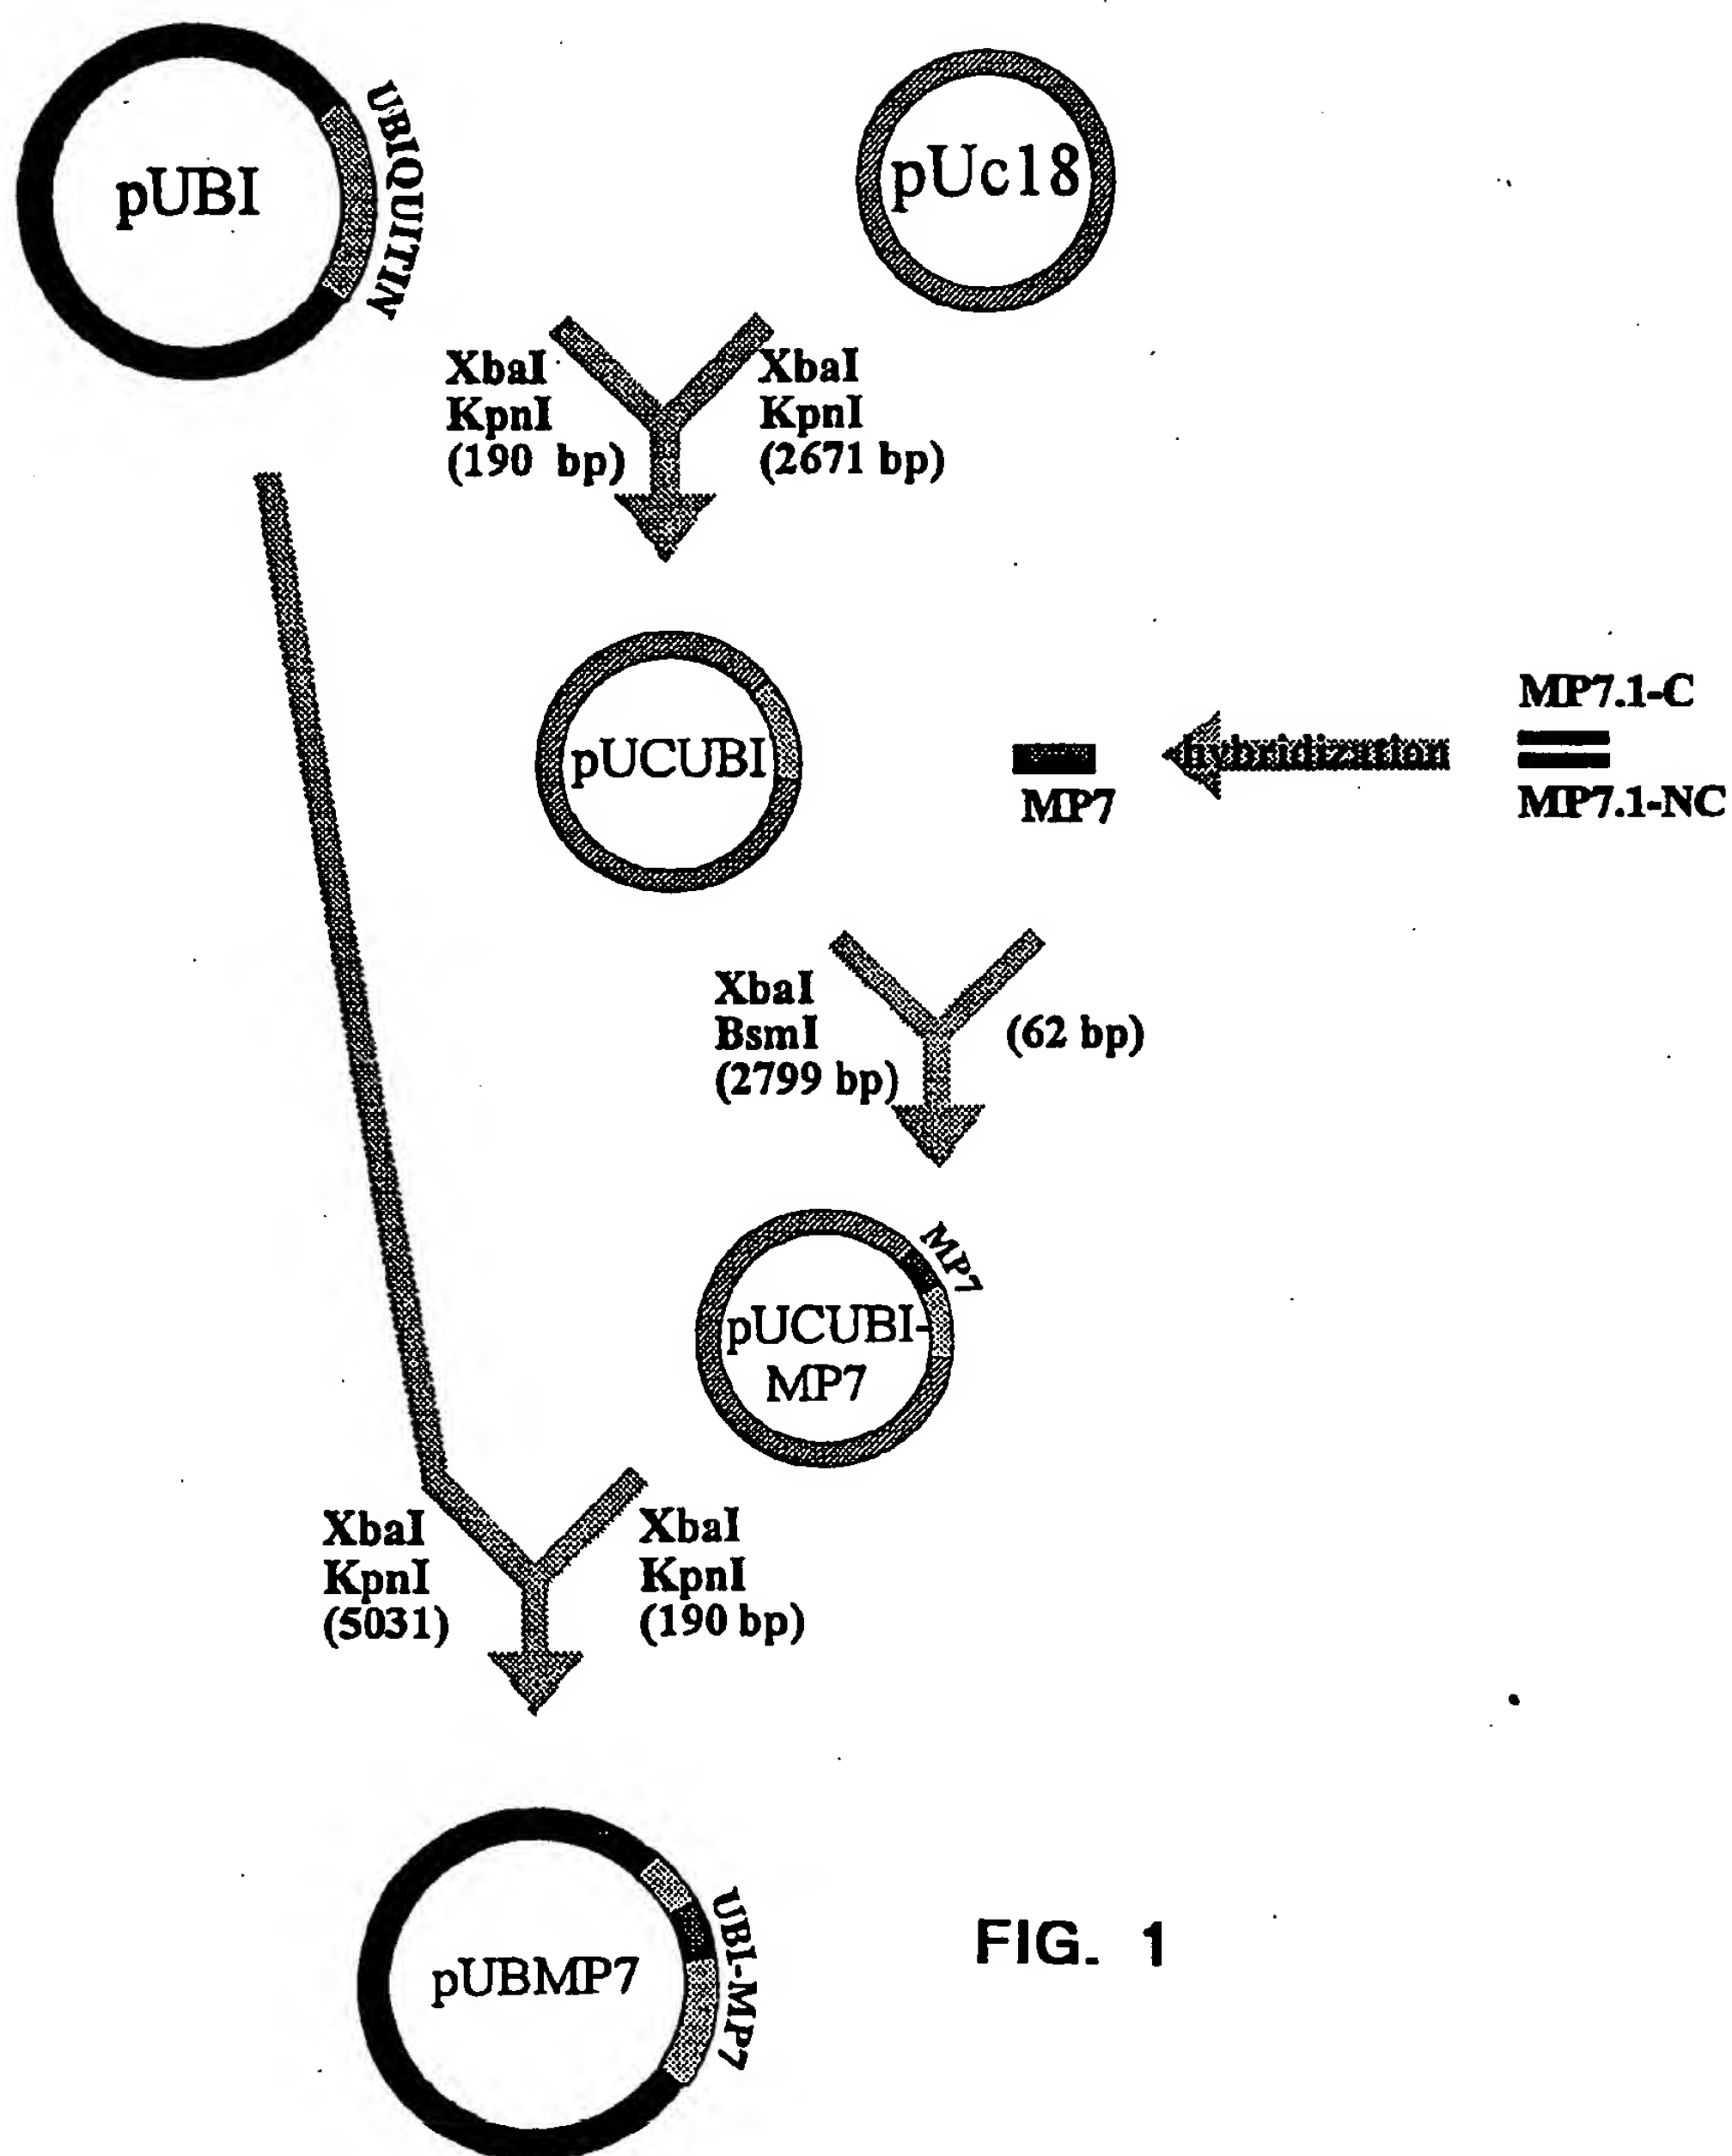 pUBI
UBIQUITIN
pUc18
XbaI
KpnI
(190 bp)
XbaI
KpnI
(2671 bp)
pUCUBI
MP7
hybridization
MP7.1-C
MP7.1-NC
XbaI
BsmI
(2799 bp)
(62 bp)
MP7
pUCUBI-
MP7
XbaI
KpnI
(5031)
XbaI
KpnI
(190 bp)
pUBMP7
UBI-MP7
FIG. 1